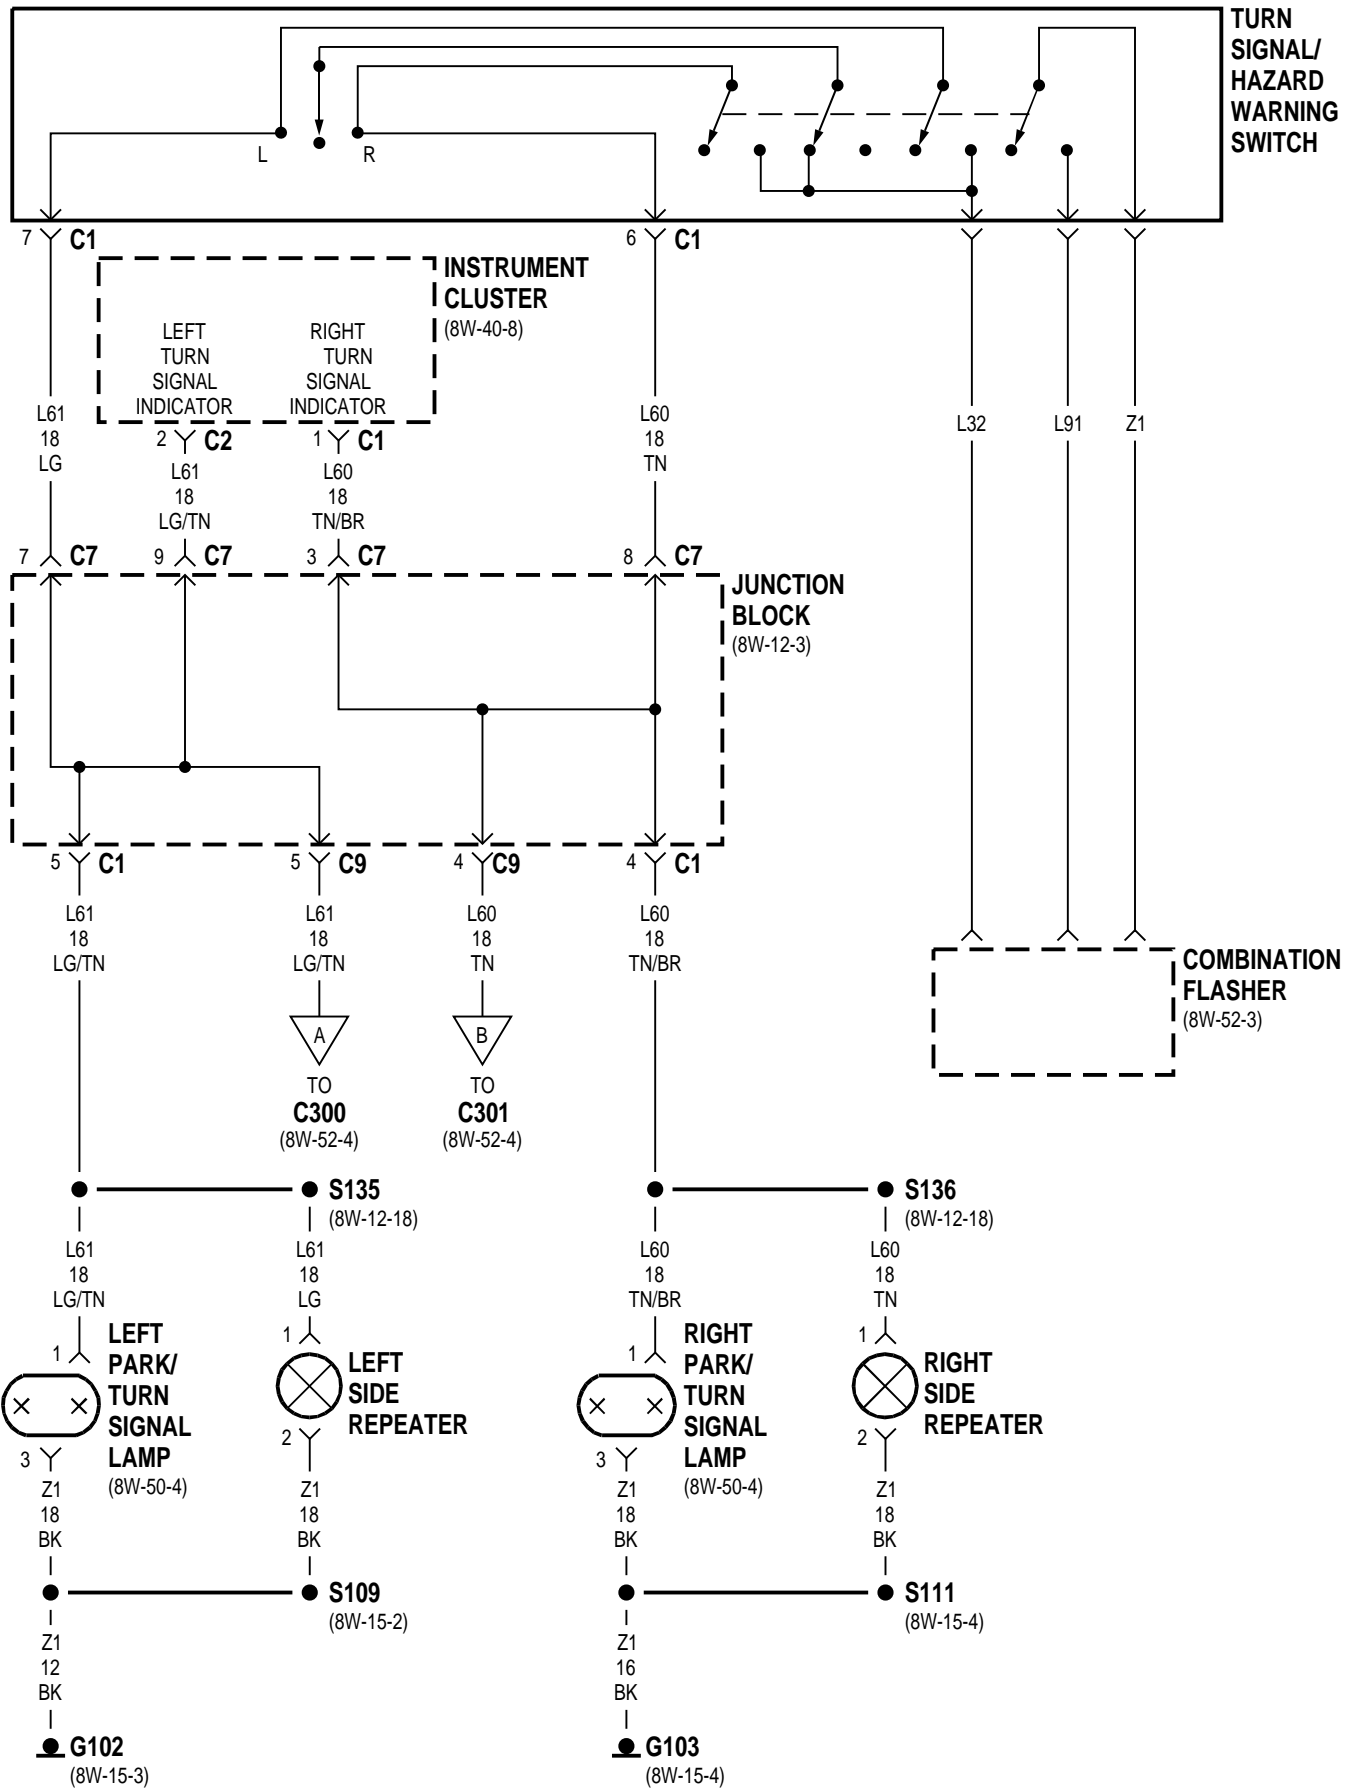 TURN
SIGNAL/
HAZARD
WARNING
SWITCH
L
R
7 C1
6 C1
INSTRUMENT
CLUSTER
(8W-40-8)
LEFT
TURN
SIGNAL
INDICATOR
RIGHT
TURN
SIGNAL
INDICATOR
L61
18
LG
2 C2
1 C1
L61
18
LG/TN
L60
18
TN/BR
L60
18
TN
L32
L91
Z1
7 C7
9 C7
3 C7
8 C7
JUNCTION
BLOCK
(8W-12-3)
5 C1
5 C9
4 C9
4 C1
L61
18
LG/TN
L61
18
LG/TN
L60
18
TN
L60
18
TN/BR
COMBINATION
FLASHER
(8W-52-3)
A
TO
C300
(8W-52-4)
B
TO
C301
(8W-52-4)
S135
(8W-12-18)
S136
(8W-12-18)
L61
18
LG/TN
L61
18
LG
L60
18
TN/BR
L60
18
TN
1
LEFT
PARK/
TURN
SIGNAL
LAMP
(8W-50-4)
3
1
LEFT
SIDE
REPEATER
2
1
RIGHT
PARK/
TURN
SIGNAL
LAMP
(8W-50-4)
3
1
RIGHT
SIDE
REPEATER
2
Z1
18
BK
Z1
18
BK
Z1
18
BK
Z1
18
BK
S109
(8W-15-2)
S111
(8W-15-4)
Z1
12
BK
Z1
16
BK
G102
(8W-15-3)
G103
(8W-15-4)